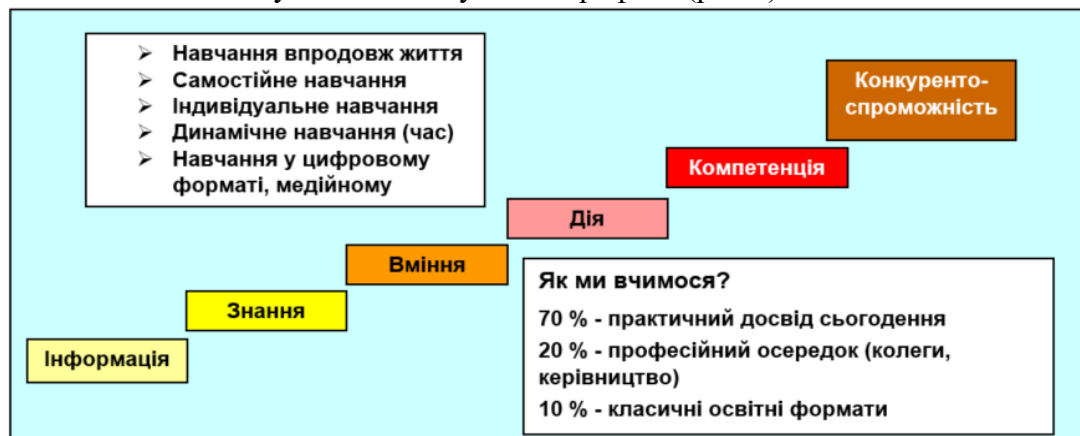 ➢ Навчання впродовж життя
➢ Самостійне навчання
➢ Індивідуальне навчання
➢ Динамічне навчання (час)
➢ Навчання у цифровому
форматі, медійному
Конкуренто-
спроможність
Компетенція
Дія
Вміння
Знання
Інформація
Як ми вчимося?
70 % - практичний досвід сьогодення
20 % - професійний осередок (колеги,
керівництво)
10 % - класичні освітні формати